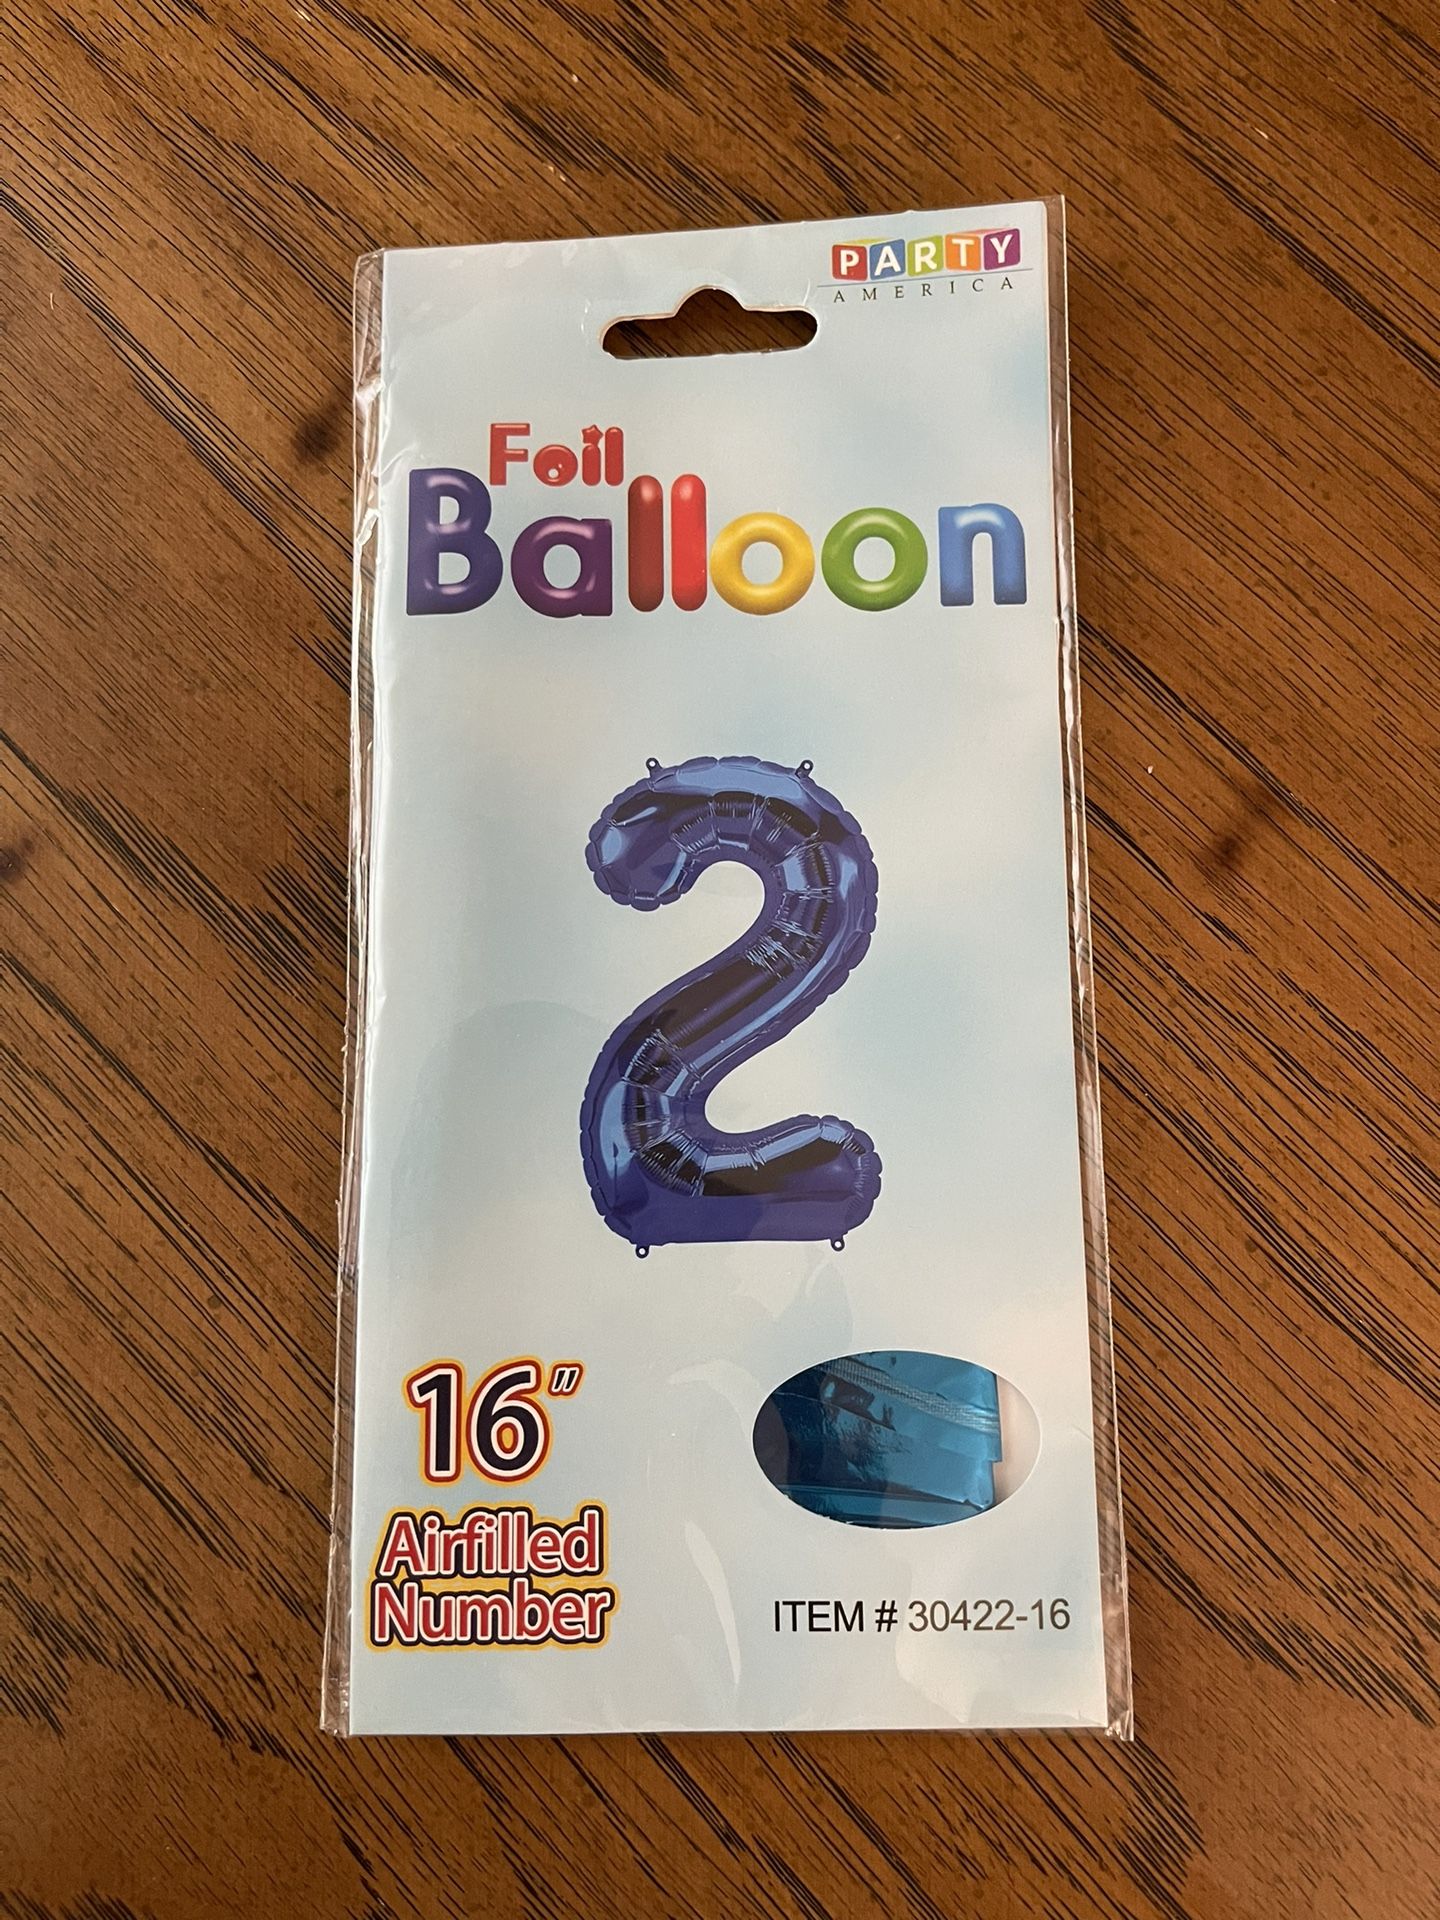 PARTY
AMERICA
Foil
Balloon
2
16"
Airfilled
Number
ITEM # 30422-16